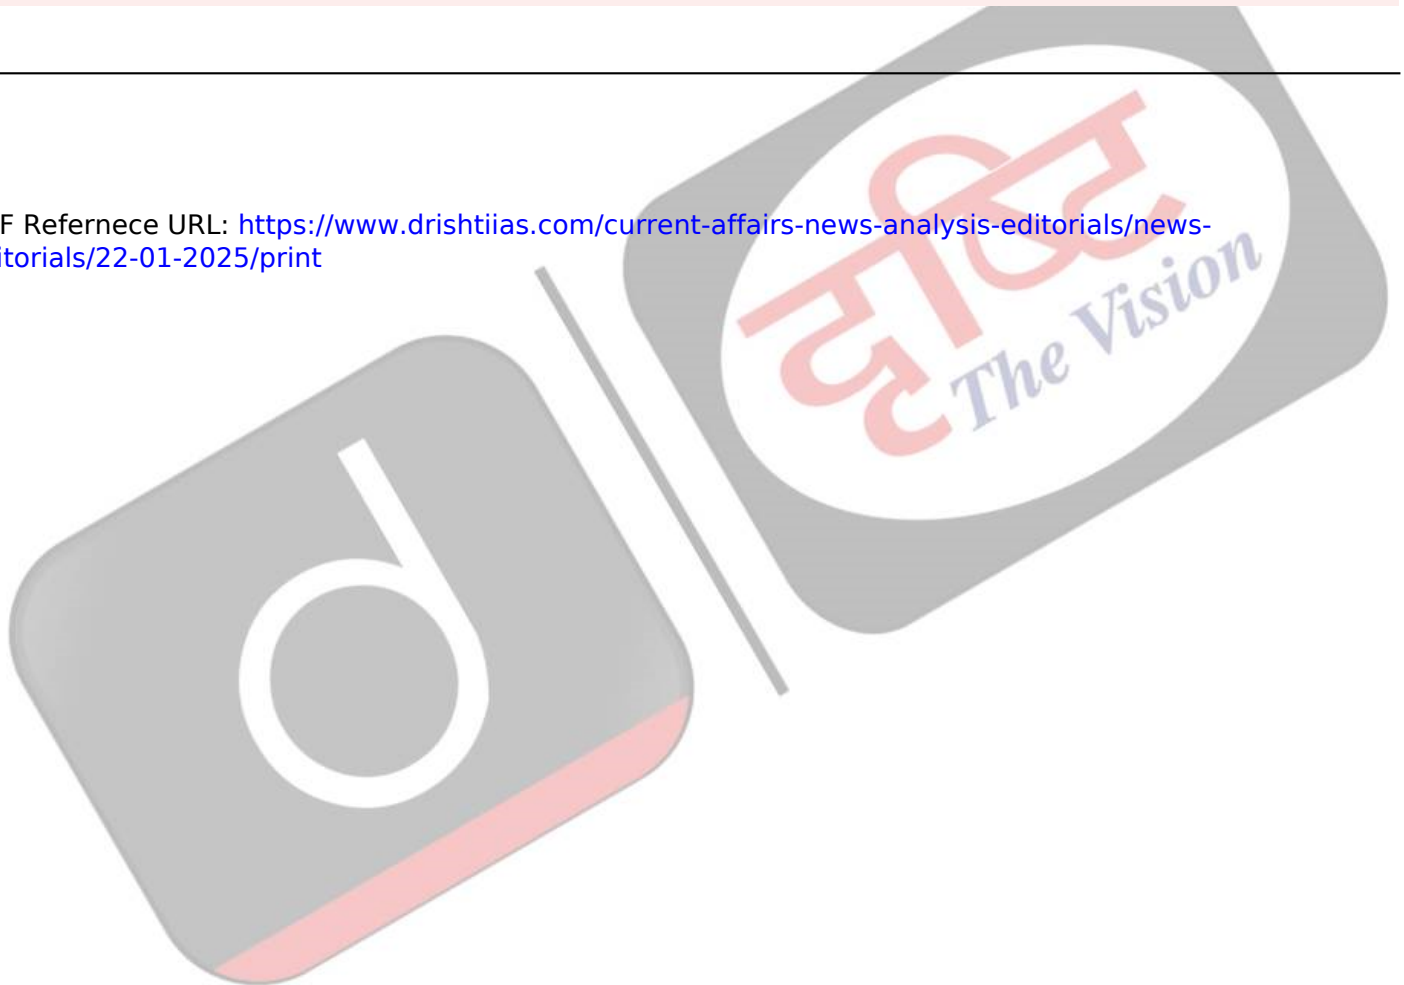 F Refernece URL: https://www.drishtiias.com/current-affairs-news-analysis-editorials/news-
itorials/22-01-2025/print
दृष्टि
The Vision
d